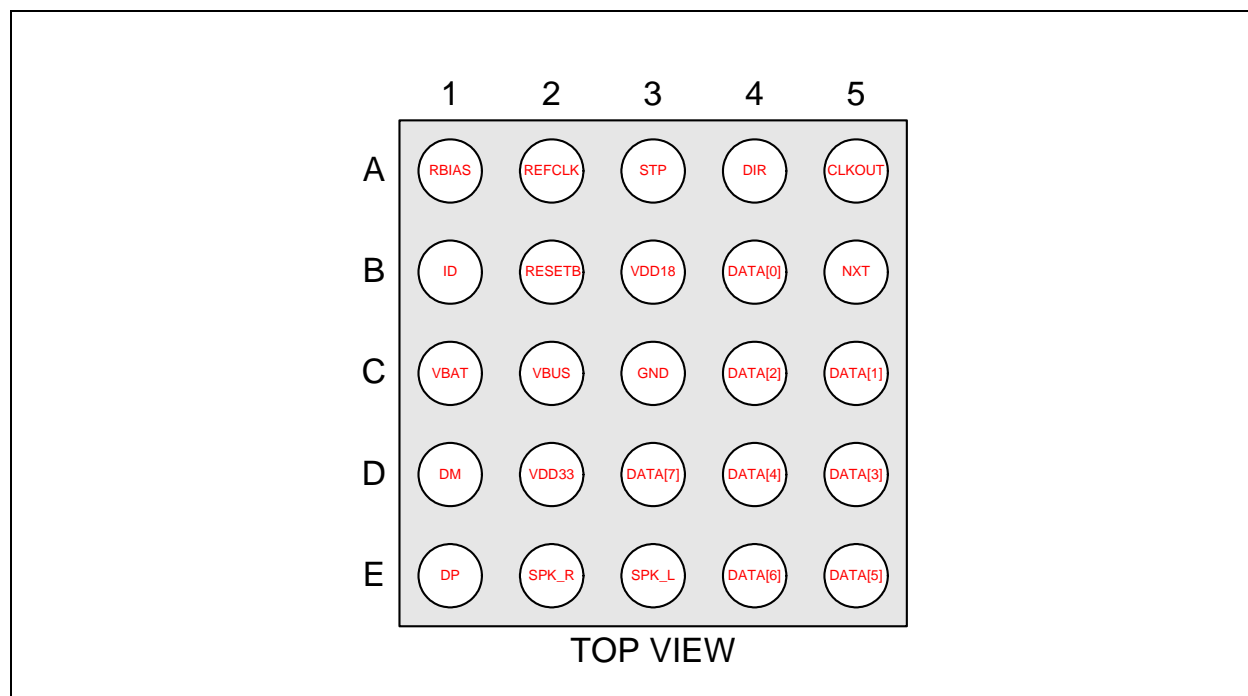 1 2 3 4 5
A RBIAS REFCLK STP DIR CLKOUT
B ID RESETB VDD18 DATA[0] NXT
C VBAT VBUS GND DATA[2] DATA[1]
D DM VDD33 DATA[7] DATA[4] DATA[3]
E DP SPK_R SPK_L DATA[6] DATA[5]
TOP VIEW